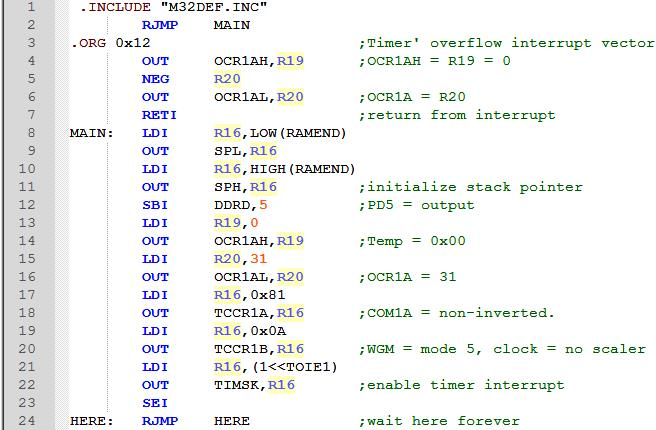 1 .INCLUDE "M32DEF.INC"
2 RJMP MAIN
3 .ORG 0x12 ;Timer' overflow interrupt vector
4 OUT OCR1AH,R19 ;OCR1AH = R19 = 0
5 NEG R20
6 OUT OCR1AL,R20 ;OCR1A = R20
7 RETI ;return from interrupt
8 MAIN: LDI R16,LOW(RAMEND)
9 OUT SPL,R16
10 LDI R16,HIGH(RAMEND)
11 OUT SPH,R16 ;initialize stack pointer
12 SBI DDRD,5 ;PD5 = output
13 LDI R19,0
14 OUT OCR1AH,R19 ;Temp = 0x00
15 LDI R20,31
16 OUT OCR1AL,R20 ;OCR1A = 31
17 LDI R16,0x81
18 OUT TCCR1A,R16 ;COM1A = non-inverted.
19 LDI R16,0x0A
20 OUT TCCR1B,R16 ;WGM = mode 5, clock = no scaler
21 LDI R16,(1<<TOIE1)
22 OUT TIMSK,R16 ;enable timer interrupt
23 SEI
24 HERE: RJMP HERE ;wait here forever